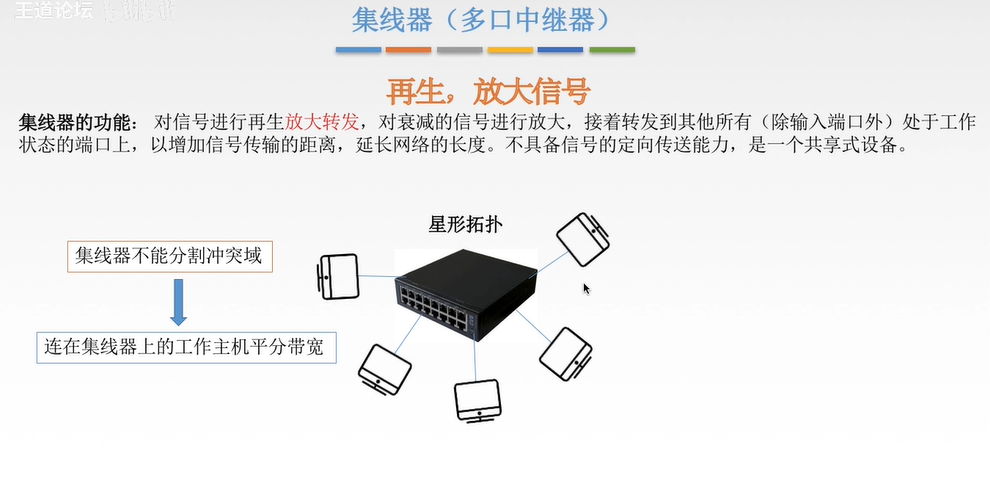 王道论坛
集线器（多口中继器）
再生，放大信号
集线器的功能： 对信号进行再生放大转发，对衰减的信号进行放大，接着转发到其他所有（除输入端口外）处于工作
状态的端口上，以增加信号传输的距离，延长网络的长度。不具备信号的定向传送能力，是一个共享式设备。
星形拓扑
集线器不能分割冲突域
连在集线器上的工作主机平分带宽